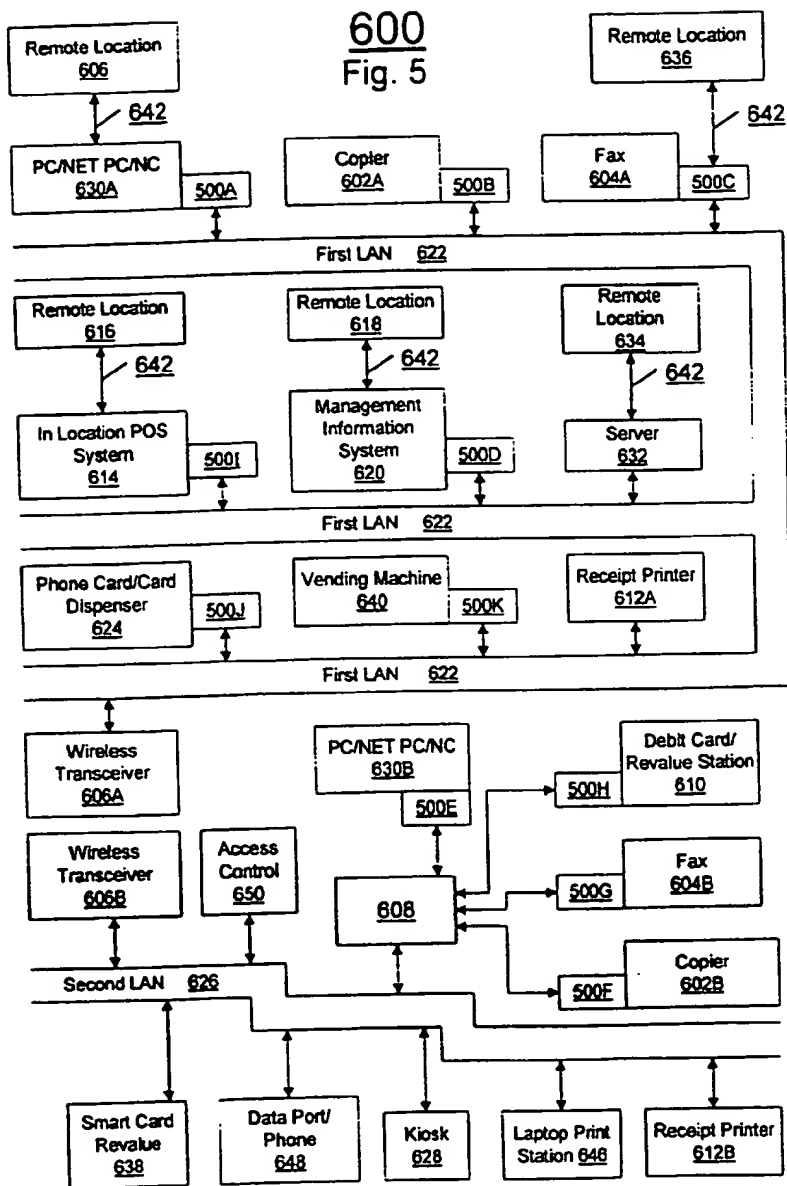 600
Fig. 5
Remote Location
606
Remote Location
636
642
642
PC/NET PC/NC
630A
500A
Copier
602A
500B
Fax
604A
500C
First LAN 622
Remote Location
616
Remote Location
618
Remote
Location
634
642
642
642
In Location POS
System
614
500I
Management
Information
System
620
500D
Server
632
First LAN 622
Phone Card/Card
Dispenser
624
500J
Vending Machine
640
500K
Receipt Printer
612A
First LAN 622
Wireless
Transceiver
606A
PC/NET PC/NC
630B
500E
Debit Card/
Revalue Station
610
500H
Wireless
Transceiver
606B
Access
Control
650
608
Fax
604B
500G
Copier
602B
500F
Second LAN 626
Smart Card
Revalue
638
Data Port/
Phone
648
Kiosk
628
Laptop Print
Station 646
Receipt Printer
612B